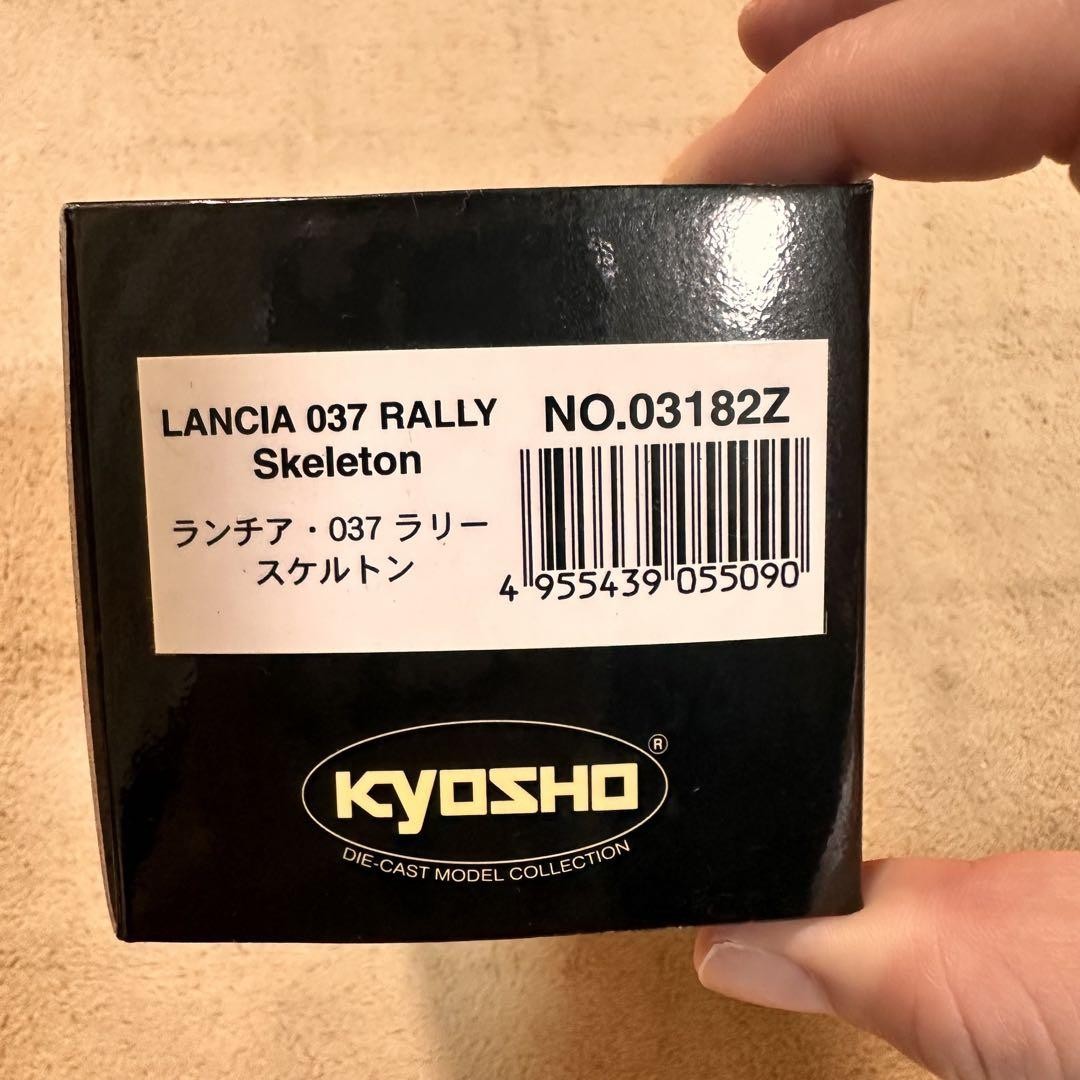 LANCIA 037 RALLY
Skeleton
ランチア・037 ラリー
スケルトン
NO.03182Z
4 955439 055090
KYOSHO ®
DIE-CAST MODEL COLLECTION